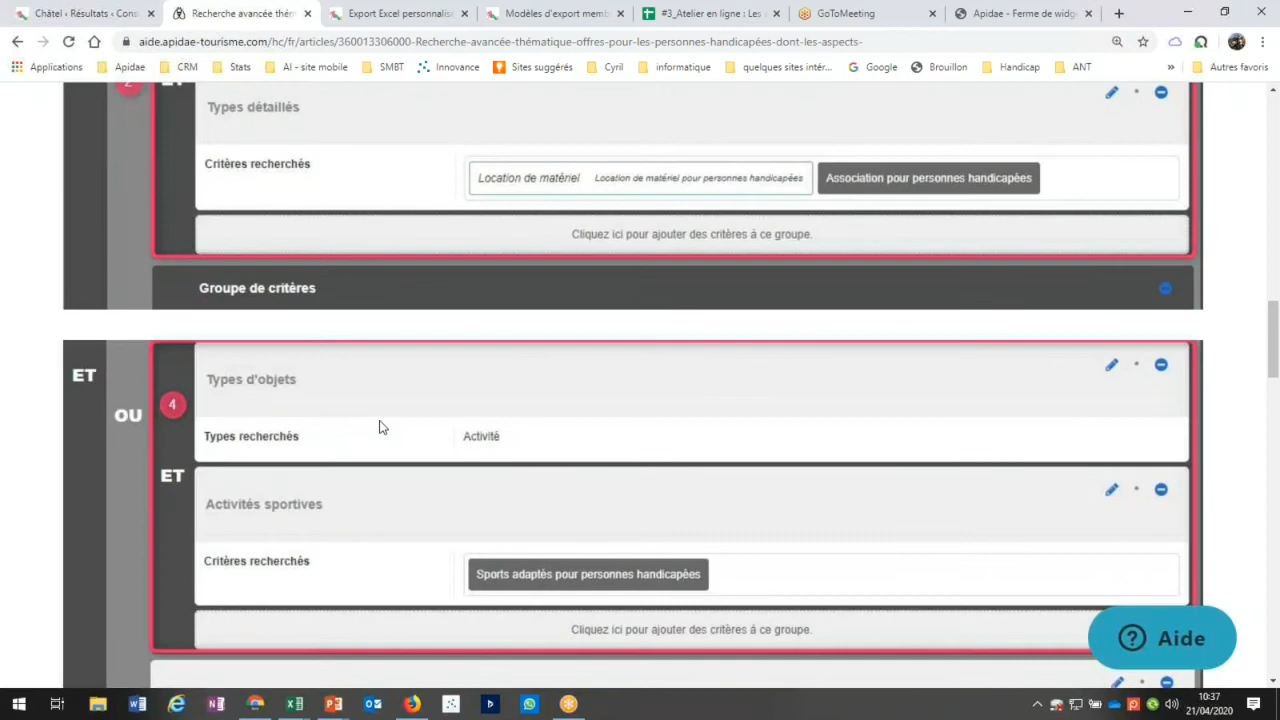 Châtel ‹ Résultats ‹ Cons
Recherche avancée thém
Export Excel personnalis
Modèles d'export memb
#3_Atelier en ligne : Les
GoToMeeting
Apidae - Ferme de widg
aide.apidae-tourisme.com/hc/fr/articles/360013306000-Recherche-avancée-thématique-offres-pour-les-personnes-handicapées-dont-les-aspects-
Applications
Apidae
CRM
Stats
AI - site mobile
SMBT
Innovance
Sites suggérés
Cyril
informatique
quelques sites intér...
Google
Brouillon
Handicap
ANT
»
Autres favoris
2
ET
Types détaillés
Critères recherchés
Location de matériel Location de matériel pour personnes handicapées
Association pour personnes handicapées
Cliquez ici pour ajouter des critères à ce groupe.
Groupe de critères
ET
OU
4
Types d'objets
Types recherchés
Activité
ET
Activités sportives
Critères recherchés
Sports adaptés pour personnes handicapées
Cliquez ici pour ajouter des critères à ce groupe.
Aide
10:37
21/04/2020